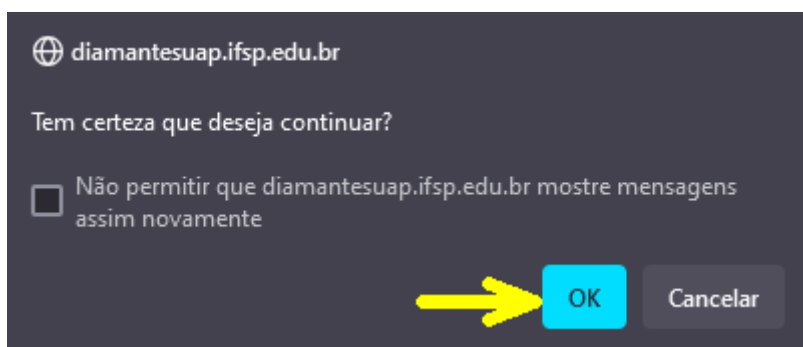 diamantesuap.ifsp.edu.br
Tem certeza que deseja continuar?
Não permitir que diamantesuap.ifsp.edu.br mostre mensagens
assim novamente
OK Cancelar